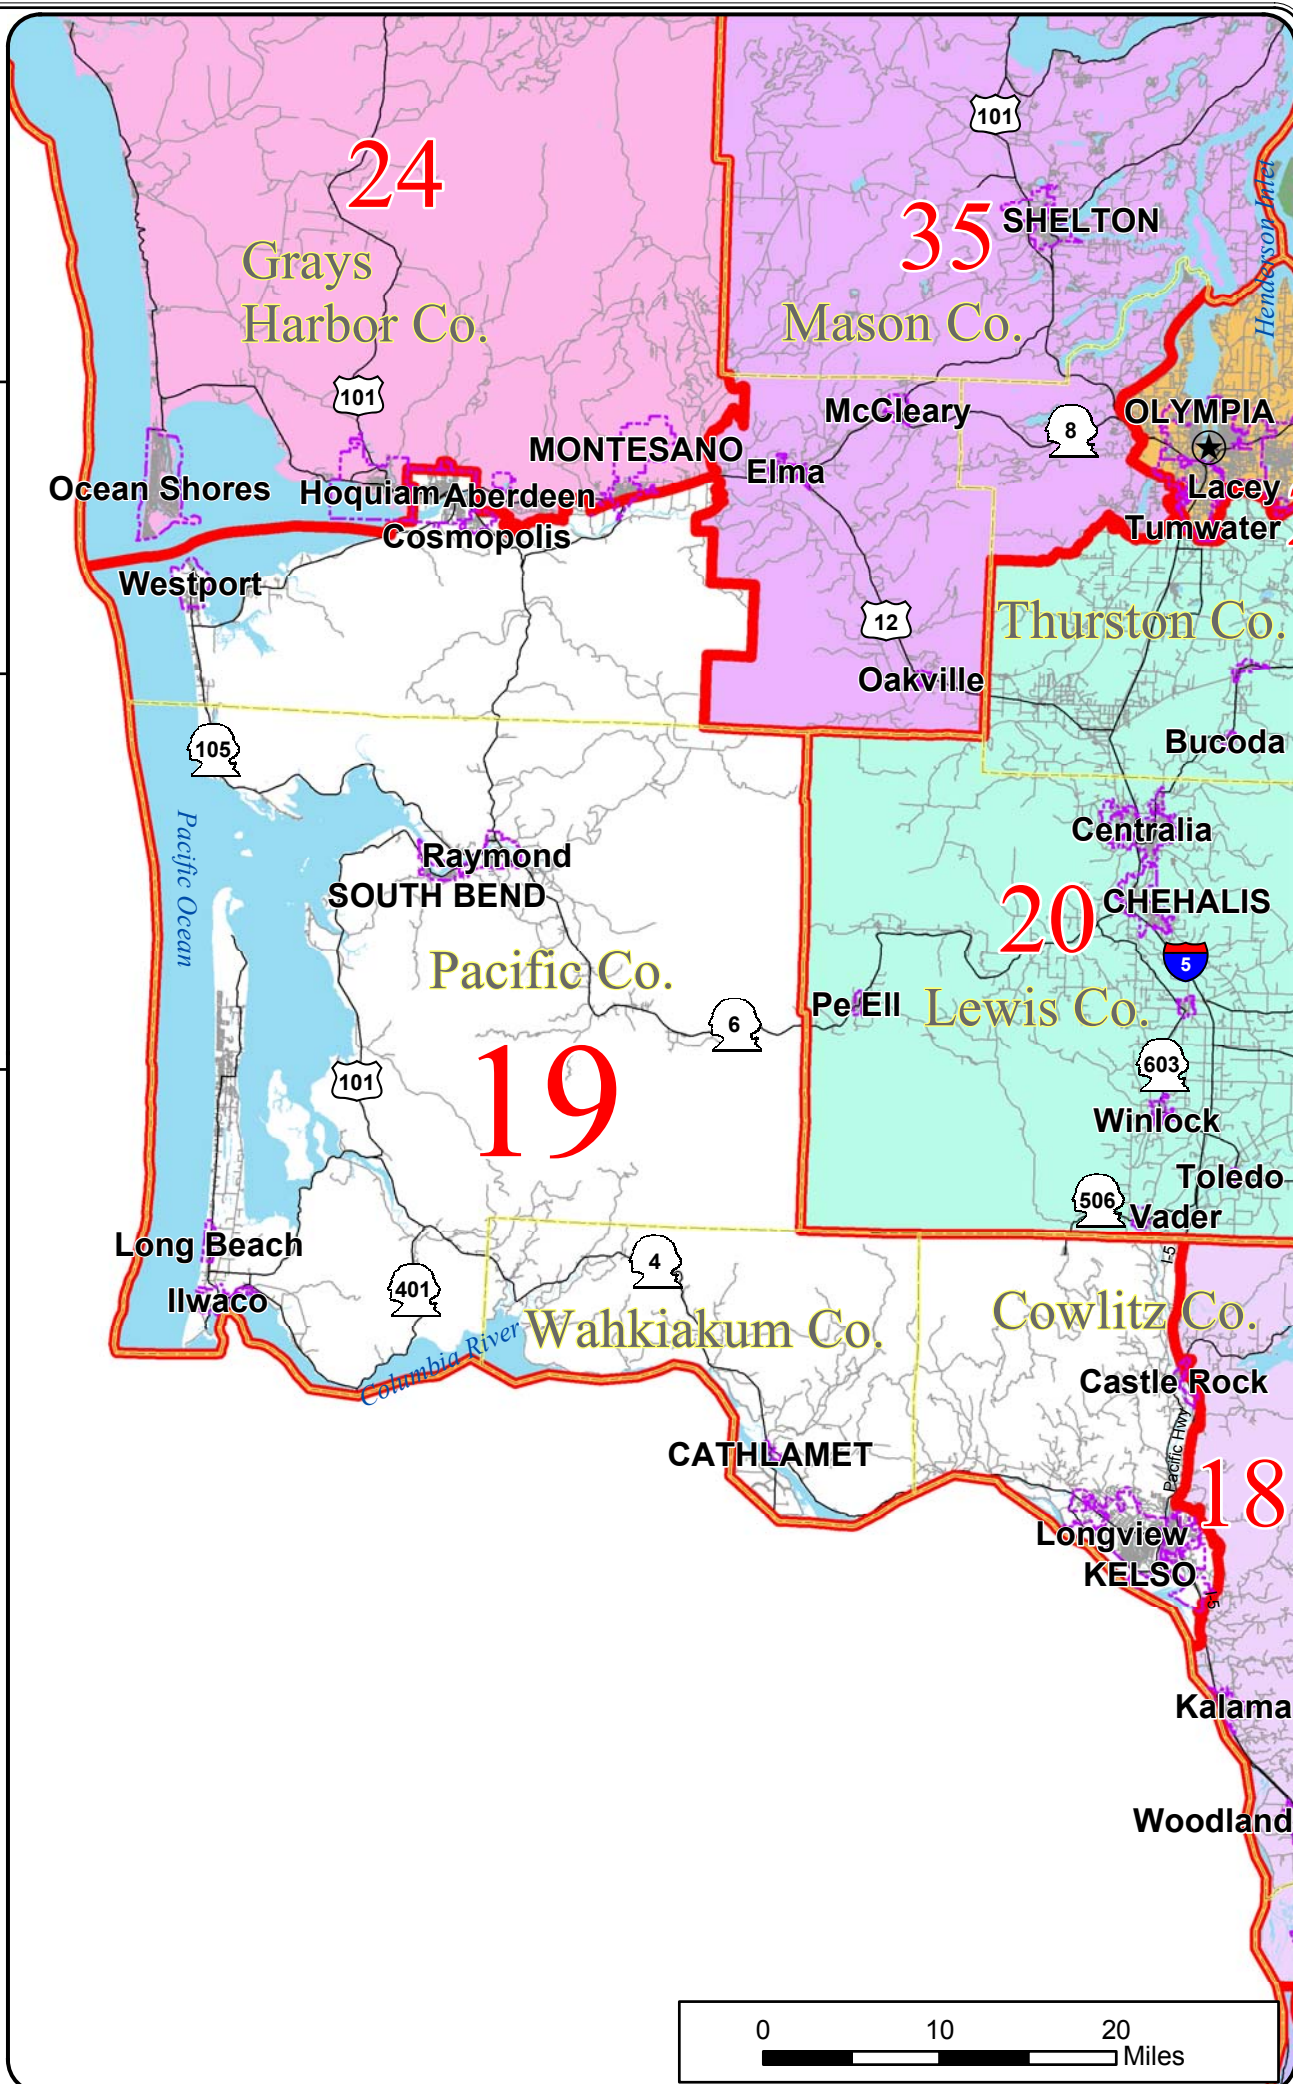 101
24
35
SHELTON
Henderson Inlet
Grays
Harbor Co.
Mason Co.
101
McCleary
8
OLYMPIA
MONTESANO
Elma
Ocean Shores
Hoquiam
Aberdeen
Lacey
Cosmopolis
Tumwater
Westport
12
Thurston Co.
Oakville
105
Bucoda
Pacific Ocean
Centralia
Raymond
SOUTH BEND
20
CHEHALIS
5
Pacific Co.
Pe Ell
Lewis Co.
6
19
101
603
Winlock
Toledo
506
Vader
Long Beach
I-5
4
401
Ilwaco
Wahkiakum Co.
Cowlitz Co.
Columbia River
Castle Rock
Pacific Hwy
CATHLAMET
18
Longview
KELSO
I-5
Kalama
Woodland
0 10 20
Miles